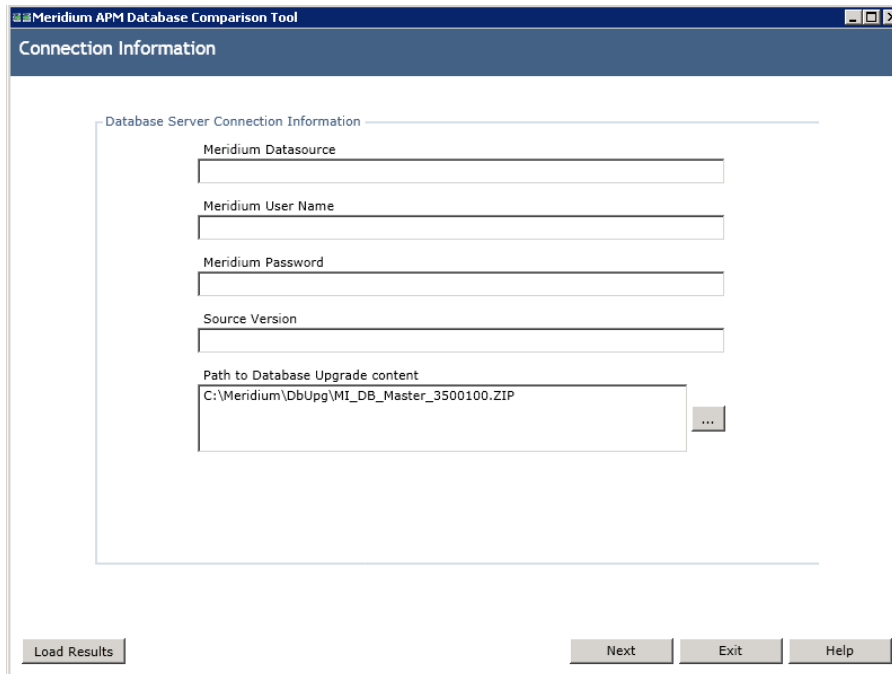 Meridium APM Database Comparison Tool
Connection Information
Database Server Connection Information
Meridium Datasource
Meridium User Name
Meridium Password
Source Version
Path to Database Upgrade content
C:\Meridium\DbUpg\MI_DB_Master_3500100.ZIP
...
Load Results Next Exit Help